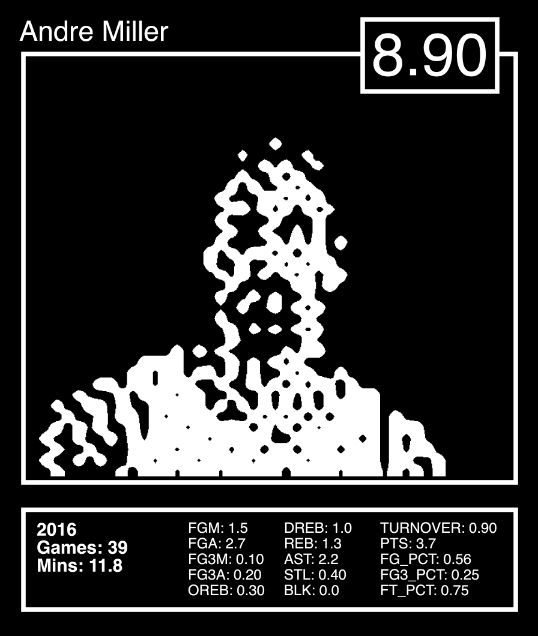 Andre Miller
8.90
2016
Games: 39
Mins: 11.8
FGM: 1.5
FGA: 2.7
FG3M: 0.10
FG3A: 0.20
OREB: 0.30
DREB: 1.0
REB: 1.3
AST: 2.2
STL: 0.40
BLK: 0.0
TURNOVER: 0.90
PTS: 3.7
FG_PCT: 0.56
FG3_PCT: 0.25
FT_PCT: 0.75